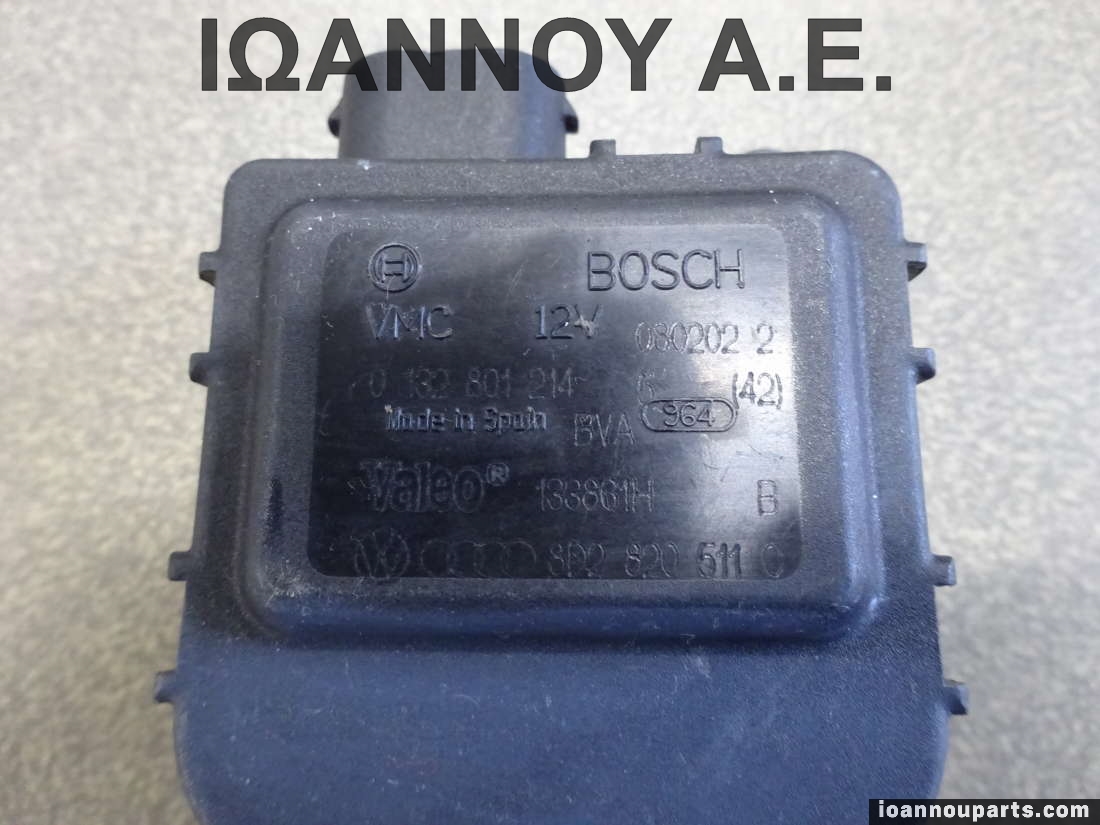 ΙΩΑΝΝΟΥ Α.Ε.
BOSCH
VMC 12V 080202 2
0 132 801 214 (42)
Made in Spain BVA 964
Valeo® 133861H B
8P2 820 511 C
ioannouparts.com